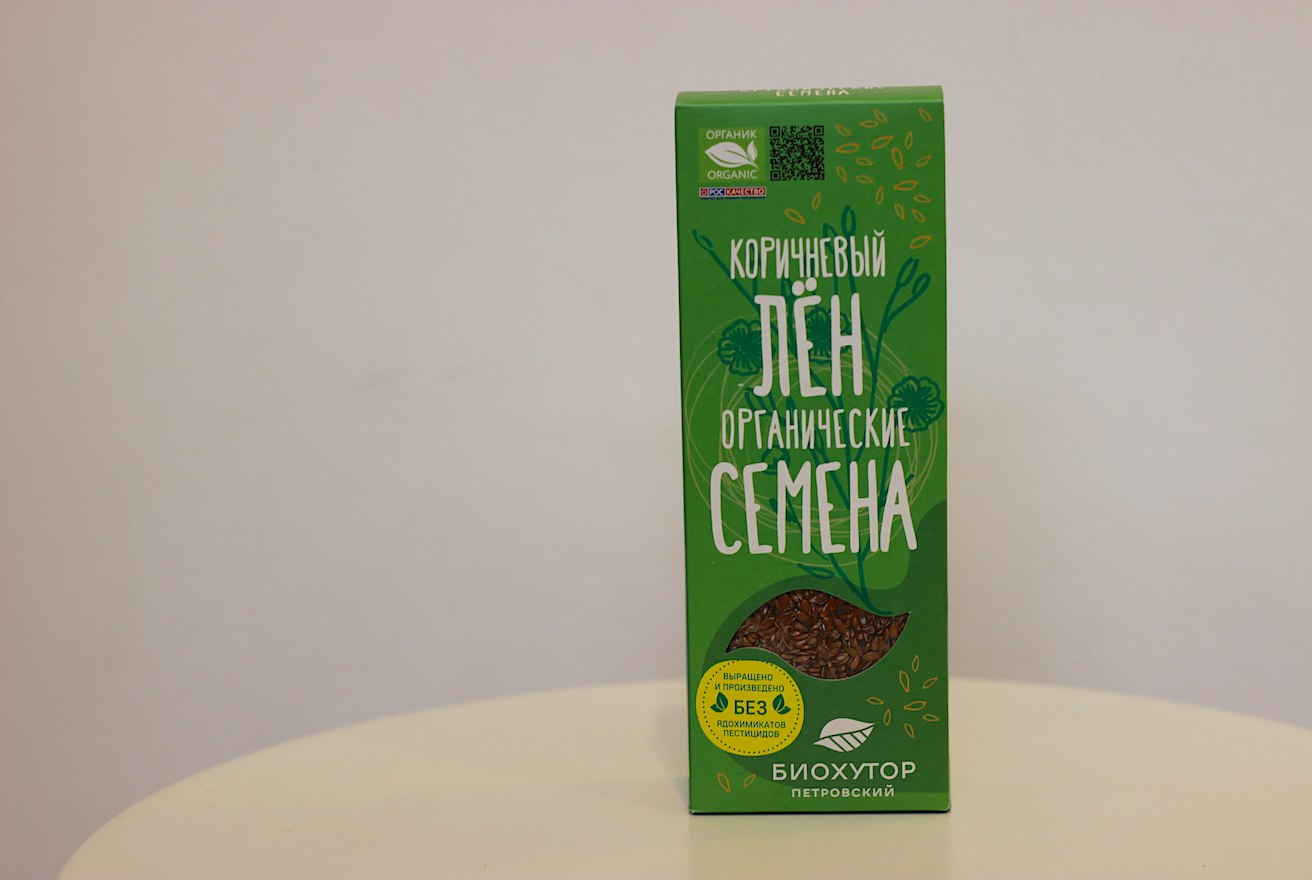 СЕМЕНА
ОРГАНИК
ORGANIC
РОСКАЧЕСТВО
КОРИЧНЕВЫЙ
ЛЁН
ОРГАНИЧЕСКИЕ
СЕМЕНА
ВЫРАЩЕНО
И ПРОИЗВЕДЕНО
БЕЗ
ЯДОХИМИКАТОВ
ПЕСТИЦИДОВ
БИОХУТОР
ПЕТРОВСКИЙ